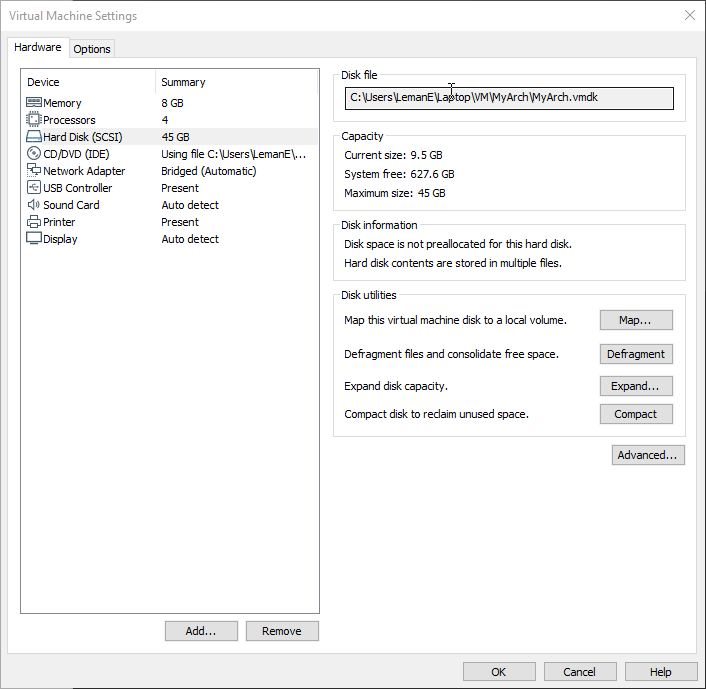 Virtual Machine Settings
Hardware
Options
Device Summary
Memory 8 GB
Processors 4
Hard Disk (SCSI) 45 GB
CD/DVD (IDE) Using file C:\Users\LemanE\...
Network Adapter Bridged (Automatic)
USB Controller Present
Sound Card Auto detect
Printer Present
Display Auto detect
Add...
Remove
Disk file
C:\Users\LemanE\Laptop\VM\MyArch\MyArch.vmdk
Capacity
Current size: 9.5 GB
System free: 627.6 GB
Maximum size: 45 GB
Disk information
Disk space is not preallocated for this hard disk.
Hard disk contents are stored in multiple files.
Disk utilities
Map this virtual machine disk to a local volume. Map...
Defragment files and consolidate free space. Defragment
Expand disk capacity. Expand...
Compact disk to reclaim unused space. Compact
Advanced...
OK
Cancel
Help